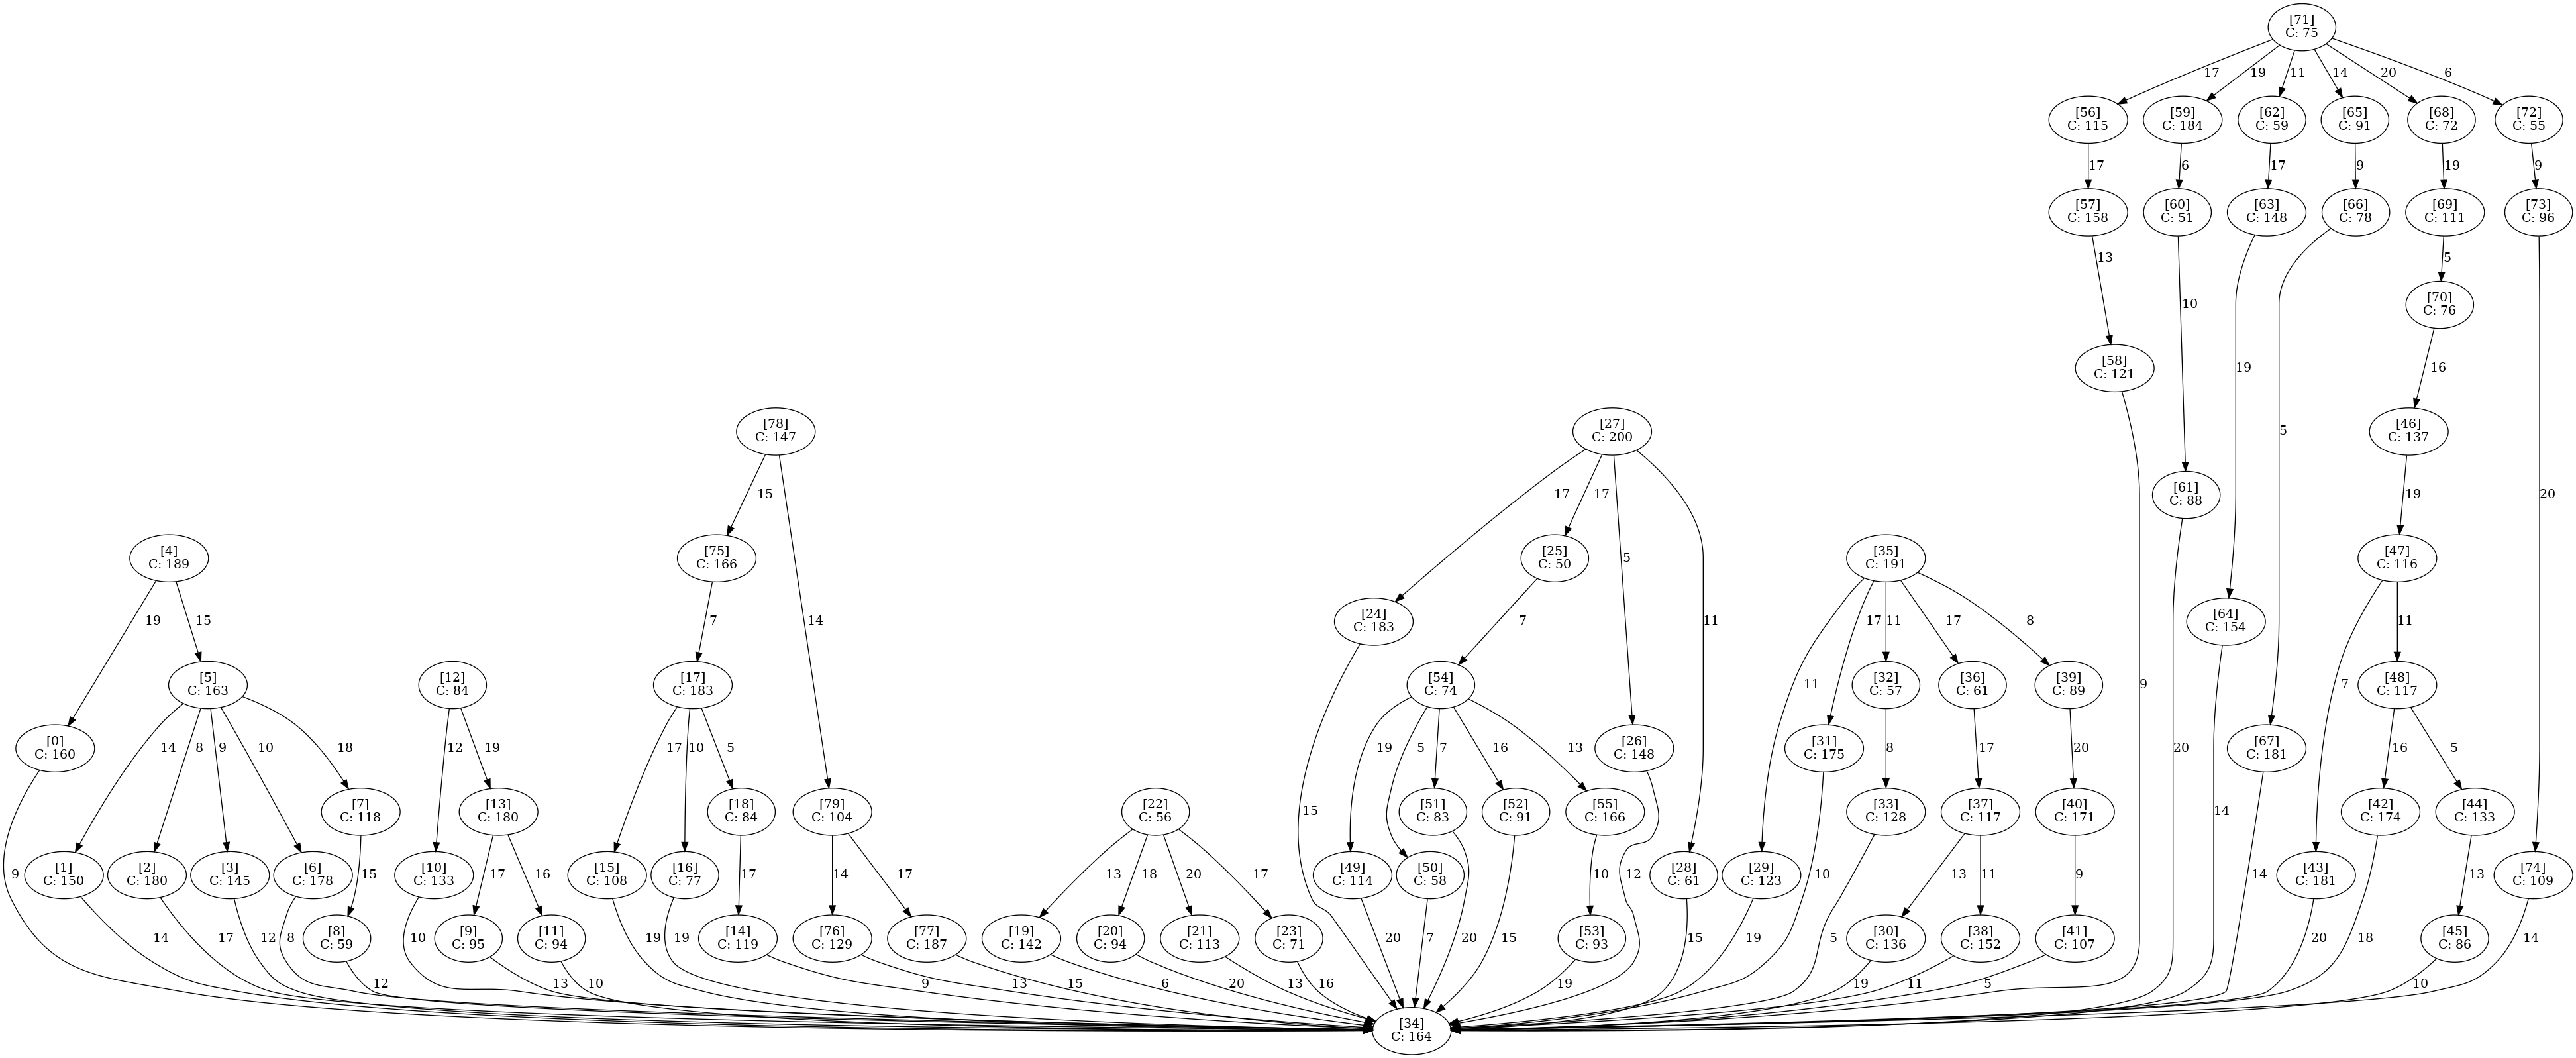 [71]
C: 75
17
19
11
14
20
6
[56]
C: 115
[59]
C: 184
[62]
C: 59
[65]
C: 91
[68]
C: 72
[72]
C: 55
17
6
17
9
19
9
[57]
C: 158
[60]
C: 51
[63]
C: 148
[66]
C: 78
[69]
C: 111
[73]
C: 96
13
5
10
[70]
C: 76
[58]
C: 121
19
16
[78]
C: 147
[27]
C: 200
5
[46]
C: 137
15
17
17
[61]
C: 88
19
20
[4]
C: 189
[75]
C: 166
[25]
C: 50
5
[35]
C: 191
[47]
C: 116
19
15
7
14
[24]
C: 183
7
11
17
11
17
8
[64]
C: 154
11
[5]
C: 163
[12]
C: 84
[17]
C: 183
[54]
C: 74
11
[32]
C: 57
[36]
C: 61
[39]
C: 89
9
7
[48]
C: 117
[0]
C: 160
14
8
9
10
18
12
19
17
10
5
19
5
7
16
13
[26]
C: 148
[31]
C: 175
8
17
20
20
[67]
C: 181
16
5
[7]
C: 118
[13]
C: 180
[18]
C: 84
[79]
C: 104
[22]
C: 56
15
[51]
C: 83
[52]
C: 91
[55]
C: 166
[33]
C: 128
[37]
C: 117
[40]
C: 171
14
[42]
C: 174
[44]
C: 133
9
[1]
C: 150
[2]
C: 180
[3]
C: 145
[6]
C: 178
15
[10]
C: 133
17
16
[15]
C: 108
[16]
C: 77
17
14
17
13
18
20
17
[49]
C: 114
[50]
C: 58
10
12
[28]
C: 61
[29]
C: 123
10
13
11
9
14
[43]
C: 181
13
[74]
C: 109
14
17
12
8
[8]
C: 59
10
[9]
C: 95
[11]
C: 94
19
19
[14]
C: 119
[76]
C: 129
[77]
C: 187
[19]
C: 142
[20]
C: 94
[21]
C: 113
[23]
C: 71
20
7
20
15
[53]
C: 93
15
19
5
[30]
C: 136
[38]
C: 152
[41]
C: 107
20
18
[45]
C: 86
14
12
13
10
9
13
15
6
20
13
16
19
19
11
5
10
[34]
C: 164